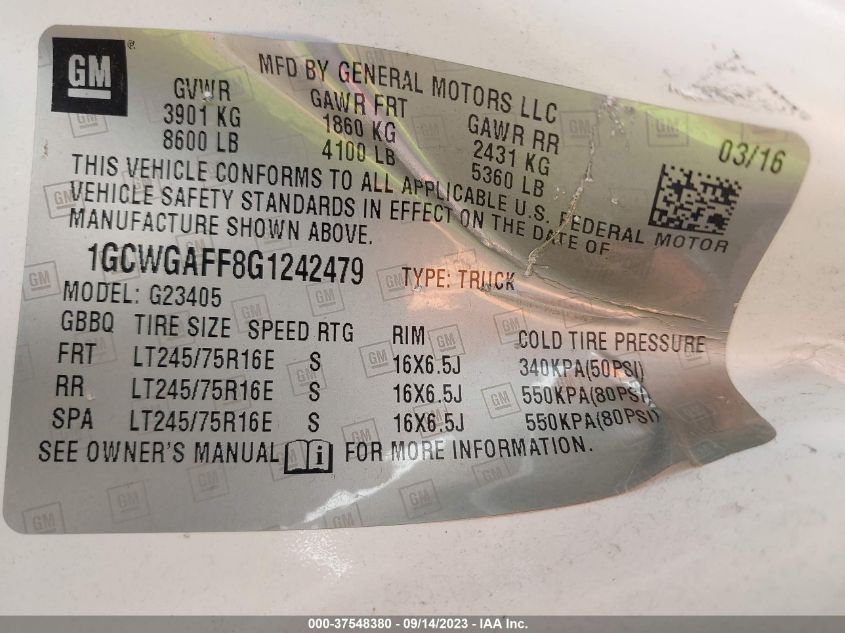 GM
®
MFD BY GENERAL MOTORS LLC
03/16
GVWR GAWR FRT GAWR RR
3901 KG 1860 KG 2431 KG
8600 LB 4100 LB 5360 LB
THIS VEHICLE CONFORMS TO ALL APPLICABLE U.S. FEDERAL MOTOR
VEHICLE SAFETY STANDARDS IN EFFECT ON THE DATE OF
MANUFACTURE SHOWN ABOVE.
1GCWGAFF8G1242479 TYPE: TRUCK
MODEL: G23405
GBBQ TIRE SIZE SPEED RTG RIM COLD TIRE PRESSURE
FRT LT245/75R16E S 16X6.5J 340KPA(50PSI)
RR LT245/75R16E S 16X6.5J 550KPA(80PSI)
SPA LT245/75R16E S 16X6.5J 550KPA(80PSI)
SEE OWNER'S MANUAL i FOR MORE INFORMATION.
000-37548380 - 09/14/2023 - IAA Inc.